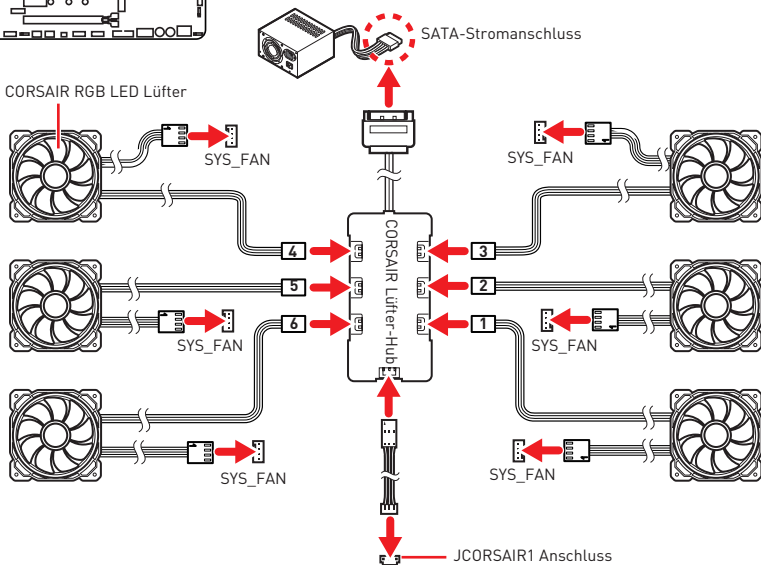 SATA-Stromanschluss
CORSAIR RGB LED Lüfter
SYS_FAN
SYS_FAN
4
3
5
2
6
1
CORSAIR Lüfter-Hub
SYS_FAN
SYS_FAN
SYS_FAN
SYS_FAN
JCORSAIR1 Anschluss